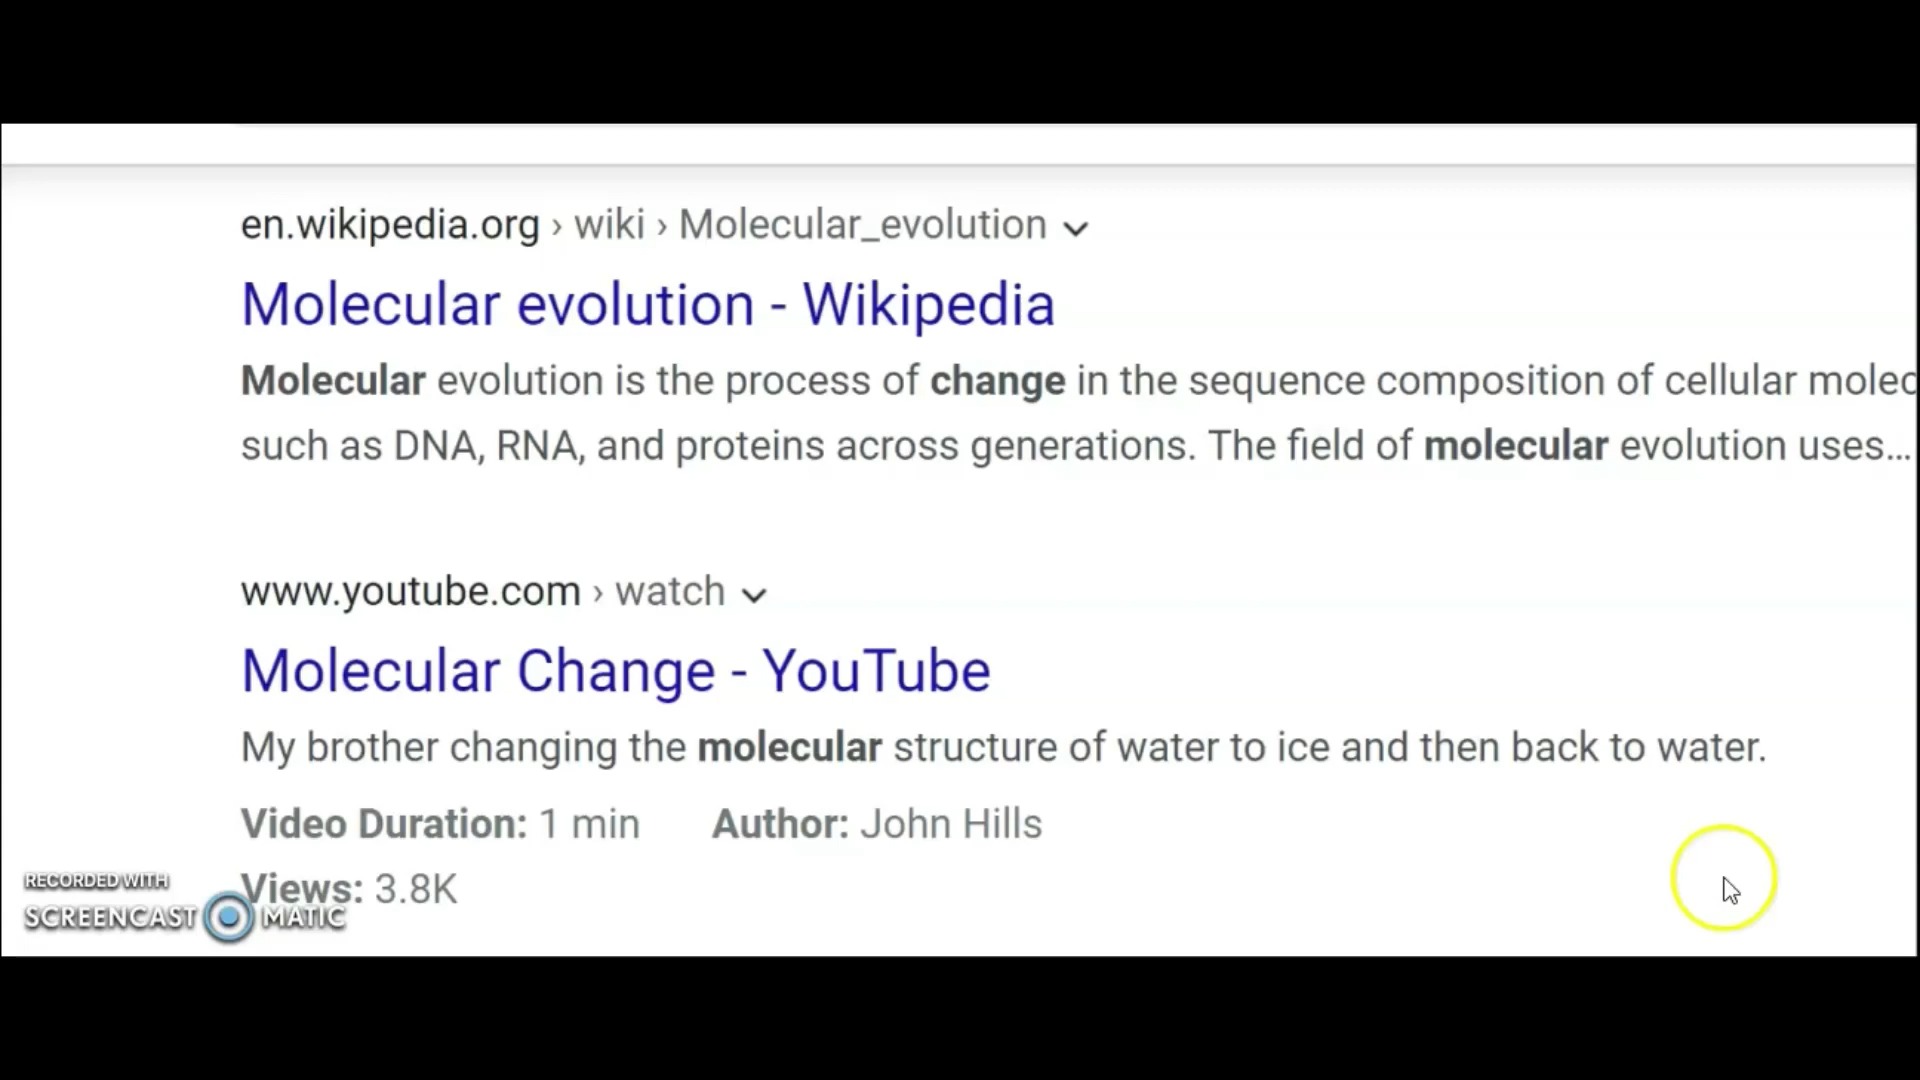 en.wikipedia.org › wiki › Molecular_evolution
Molecular evolution - Wikipedia
Molecular evolution is the process of change in the sequence composition of cellular molec
such as DNA, RNA, and proteins across generations. The field of molecular evolution uses...
www.youtube.com › watch
Molecular Change - YouTube
My brother changing the molecular structure of water to ice and then back to water.
Video Duration: 1 min Author: John Hills
Views: 3.8K
RECORDED WITH
SCREENCAST MATIC